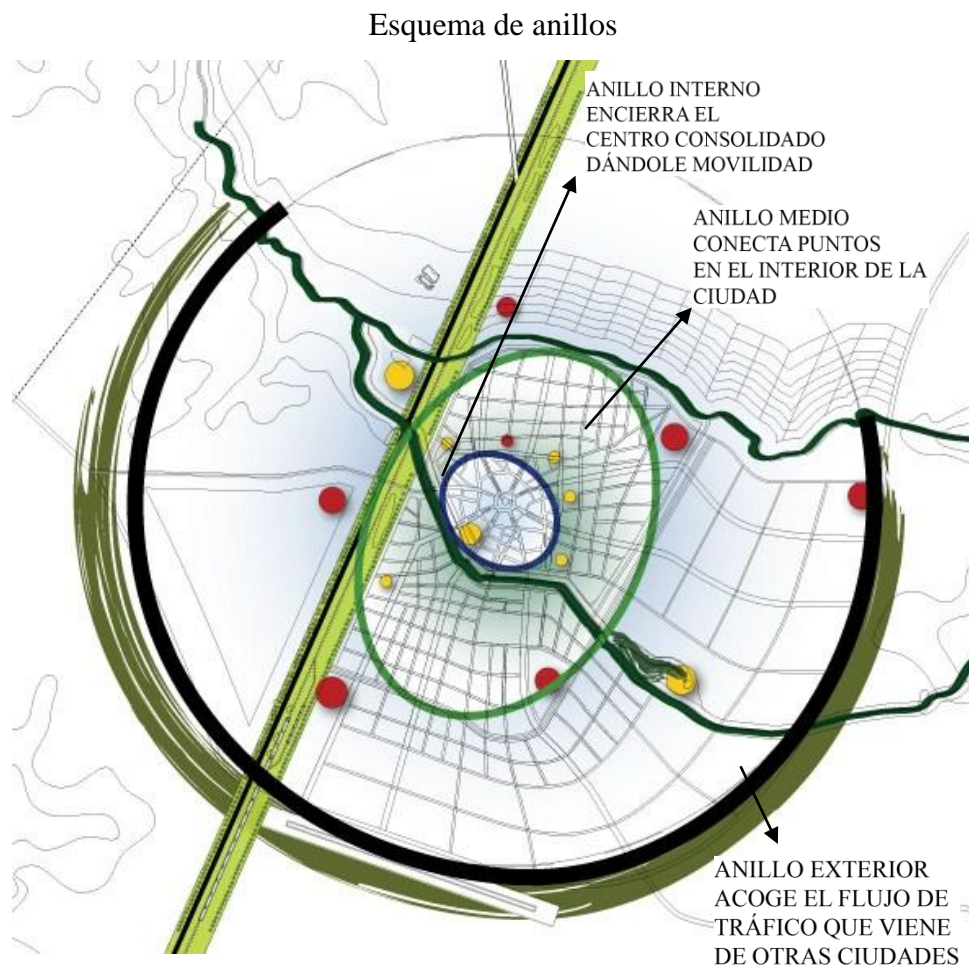 Esquema de anillos
ANILLO INTERNO
ENCIERRA EL
CENTRO CONSOLIDADO
DÁNDOLE MOVILIDAD
ANILLO MEDIO
CONECTA PUNTOS
EN EL INTERIOR DE LA
CIUDAD
ANILLO EXTERIOR
ACOGE EL FLUJO DE
TRÁFICO QUE VIENE
DE OTRAS CIUDADES